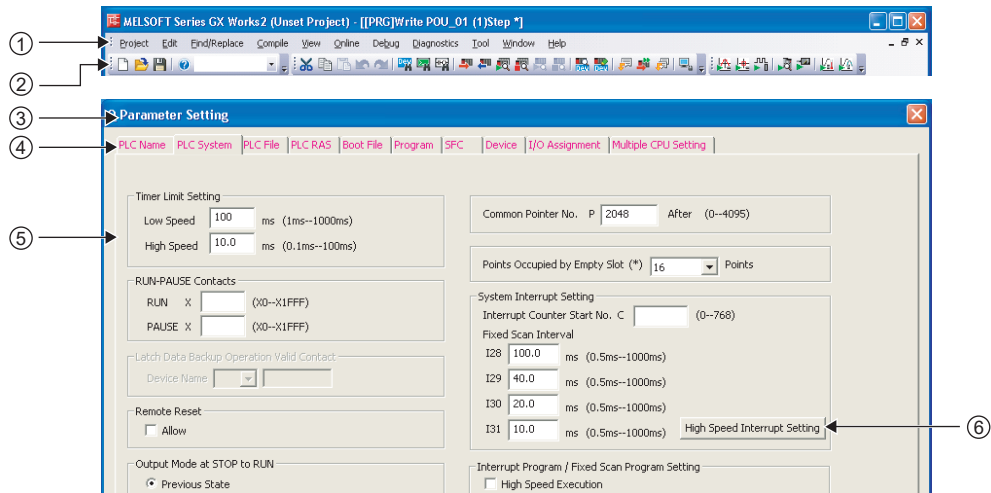 MELSOFT Series GX Works2 (Unset Project) - [[PRG]Write POU_01 (1)Step *]
① Project Edit Find/Replace Compile View Online Debug Diagnostics Tool Window Help
②
③ Parameter Setting
④ PLC Name PLC System PLC File PLC RAS Boot File Program SFC Device I/O Assignment Multiple CPU Setting
Timer Limit Setting
Low Speed 100 ms (1ms--1000ms)
High Speed 10.0 ms (0.1ms--100ms)
⑤
RUN-PAUSE Contacts
RUN X (X0--X1FFF)
PAUSE X (X0--X1FFF)
Latch Data Backup Operation Valid Contact
Device Name
Remote Reset
Allow
Output Mode at STOP to RUN
Previous State
Common Pointer No. P 2048 After (0--4095)
Points Occupied by Empty Slot (*) 16 Points
System Interrupt Setting
Interrupt Counter Start No. C (0--768)
Fixed Scan Interval
I28 100.0 ms (0.5ms--1000ms)
I29 40.0 ms (0.5ms--1000ms)
I30 20.0 ms (0.5ms--1000ms)
I31 10.0 ms (0.5ms--1000ms) High Speed Interrupt Setting ⑥
Interrupt Program / Fixed Scan Program Setting
High Speed Execution